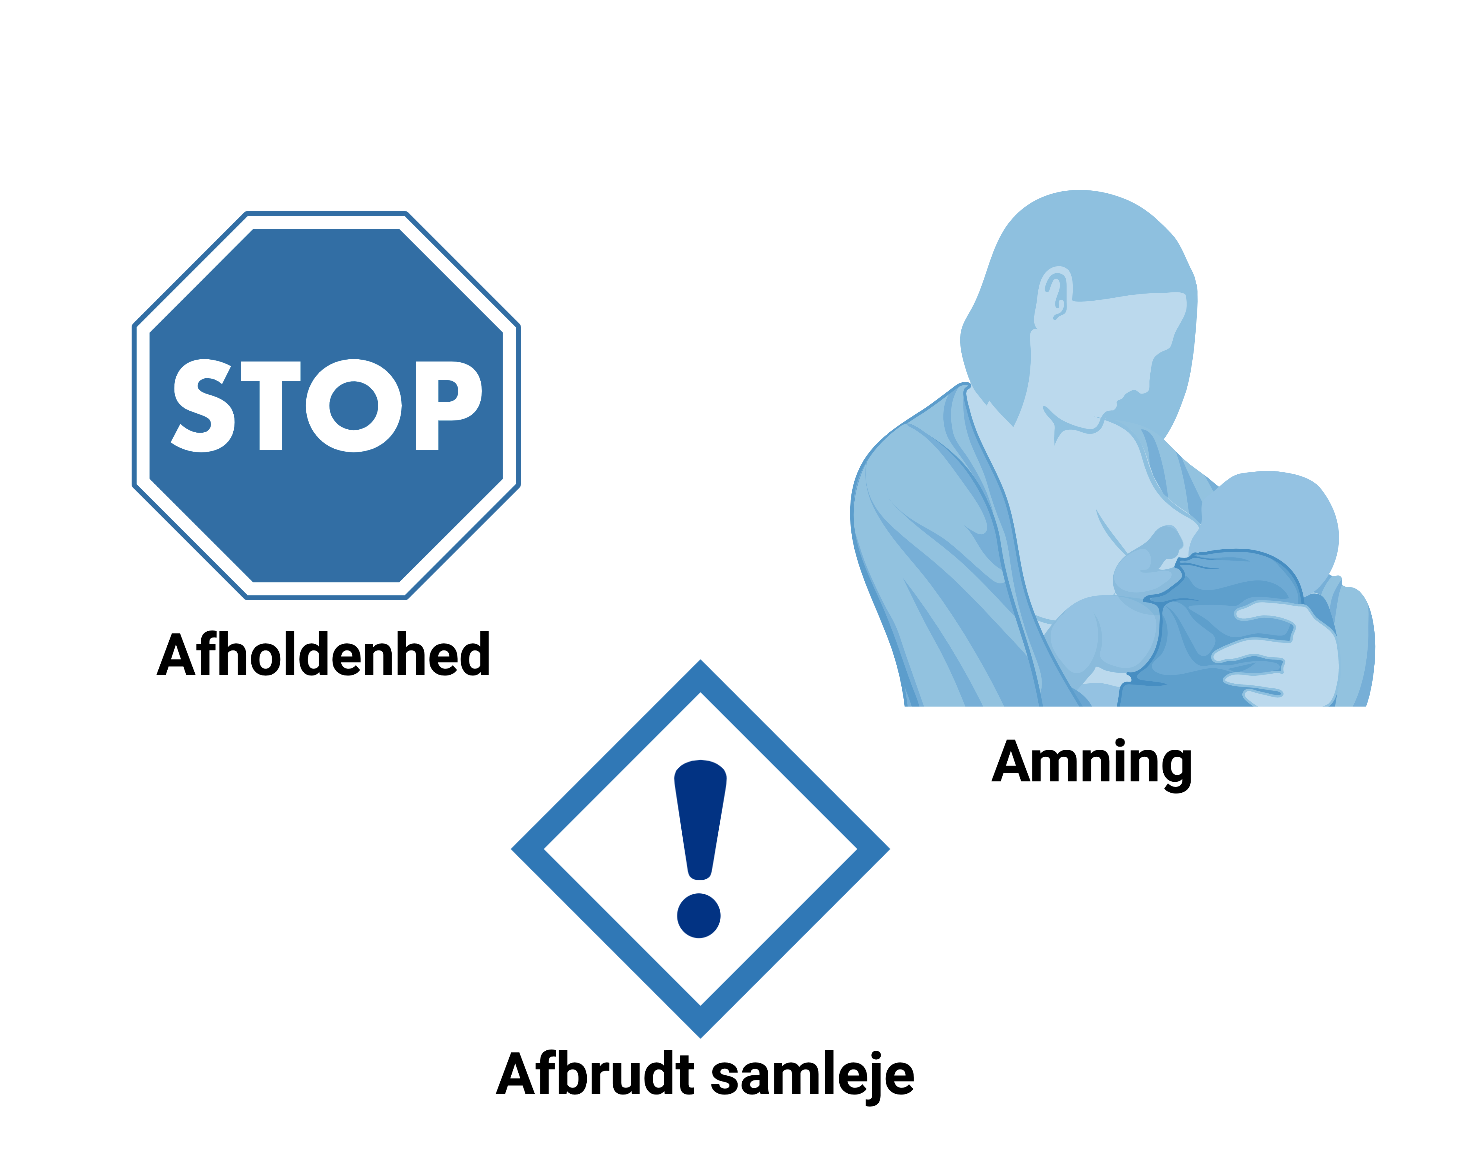 STOP
Afholdenhed
Amning
Afbrudt samleje